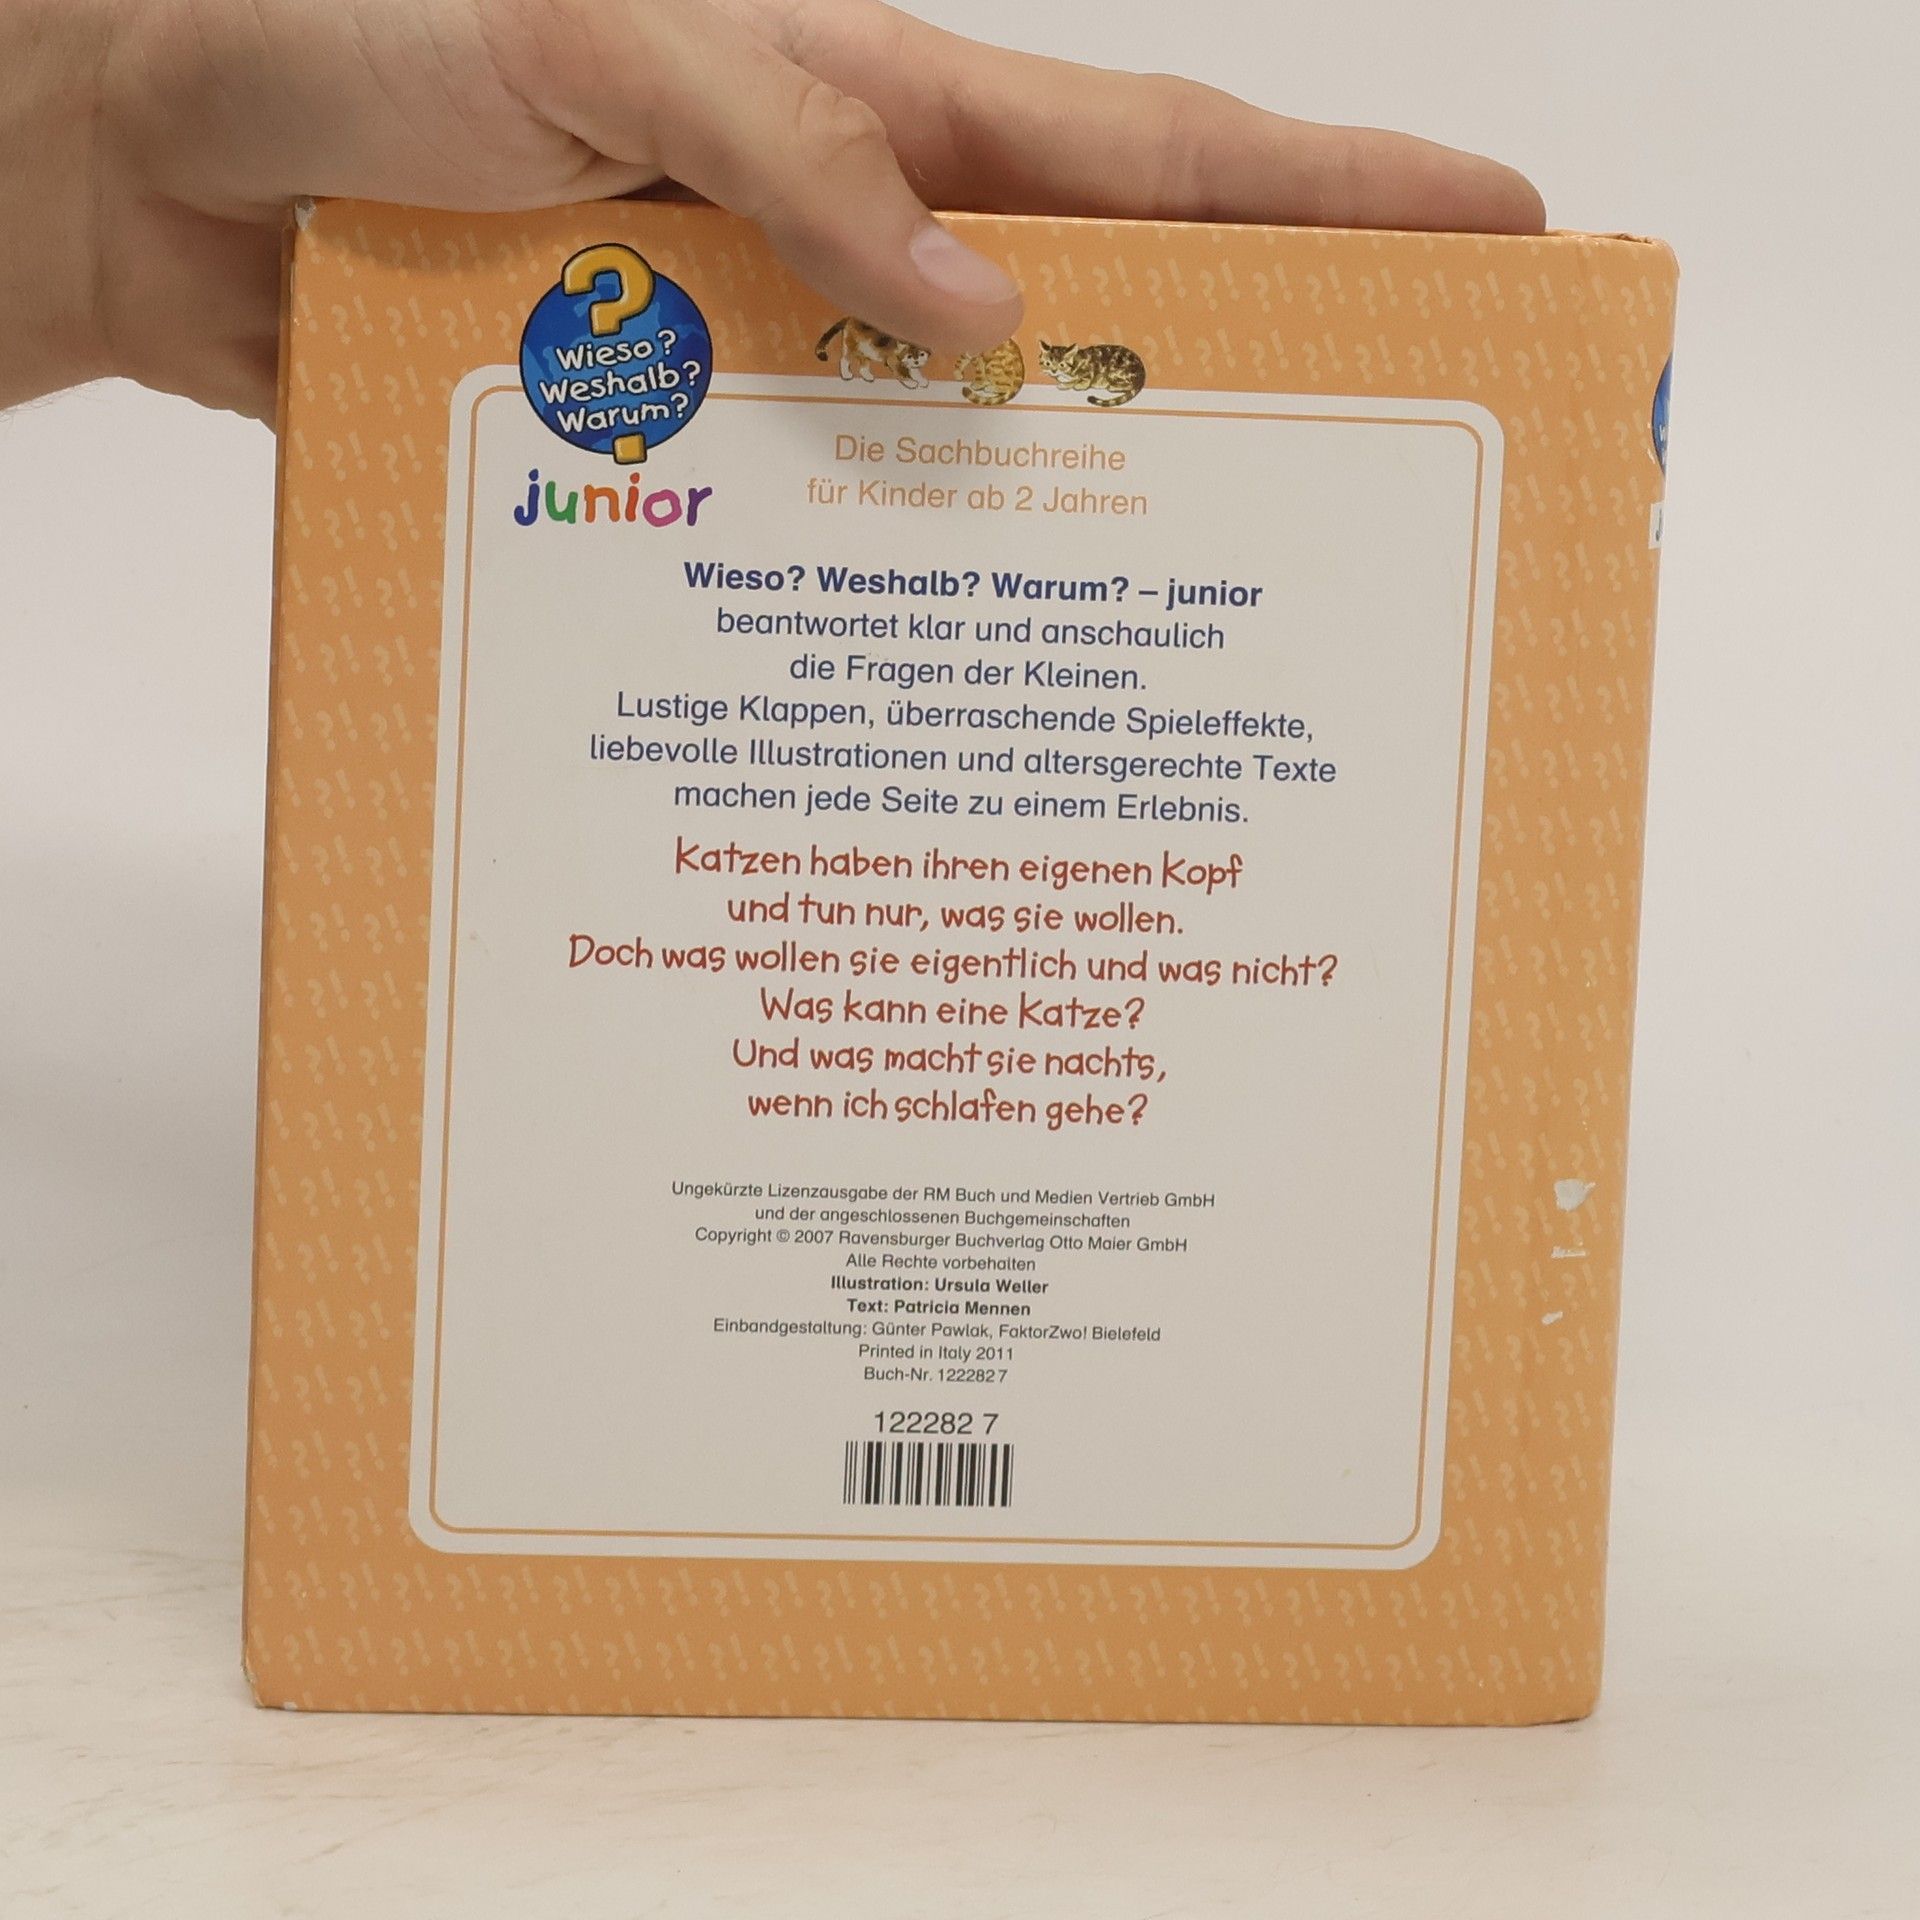 Wieso?
Weshalb?
Warum?
junior
Die Sachbuchreihe
für Kinder ab 2 Jahren
Wieso? Weshalb? Warum? – junior
beantwortet klar und anschaulich
die Fragen der Kleinen.
Lustige Klappen, überraschende Spieleffekte,
liebevolle Illustrationen und altersgerechte Texte
machen jede Seite zu einem Erlebnis.
Katzen haben ihren eigenen Kopf
und tun nur, was sie wollen.
Doch was wollen sie eigentlich und was nicht?
Was kann eine Katze?
Und was macht sie nachts,
wenn ich schlafen gehe?
Ungekürzte Lizenzausgabe der RM Buch und Medien Vertrieb GmbH
und der angeschlossenen Buchgemeinschaften
Copyright © 2007 Ravensburger Buchverlag Otto Maier GmbH
Alle Rechte vorbehalten
Illustration: Ursula Weller
Text: Patricia Mennen
Einbandgestaltung: Günter Pawlak, FaktorZwo! Bielefeld
Printed in Italy 2011
Buch-Nr. 122282 7
122282 7